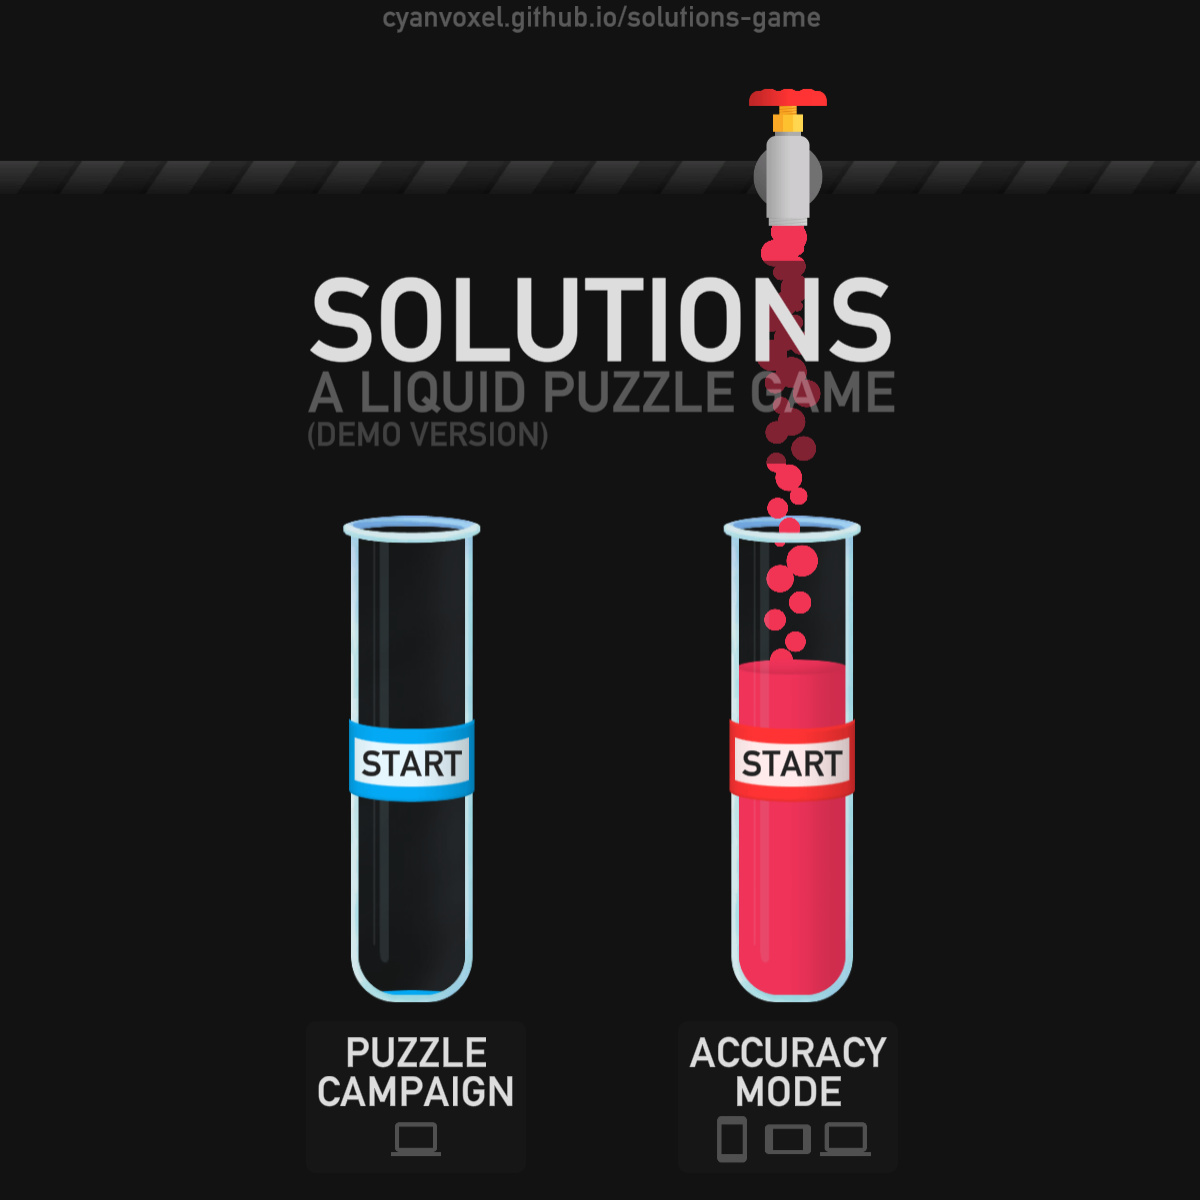 cyanvoxel.github.io/solutions-game
SOLUTIONS
A LIQUID PUZZLE GAME
(DEMO VERSION)
START
START
PUZZLE
CAMPAIGN
ACCURACY
MODE